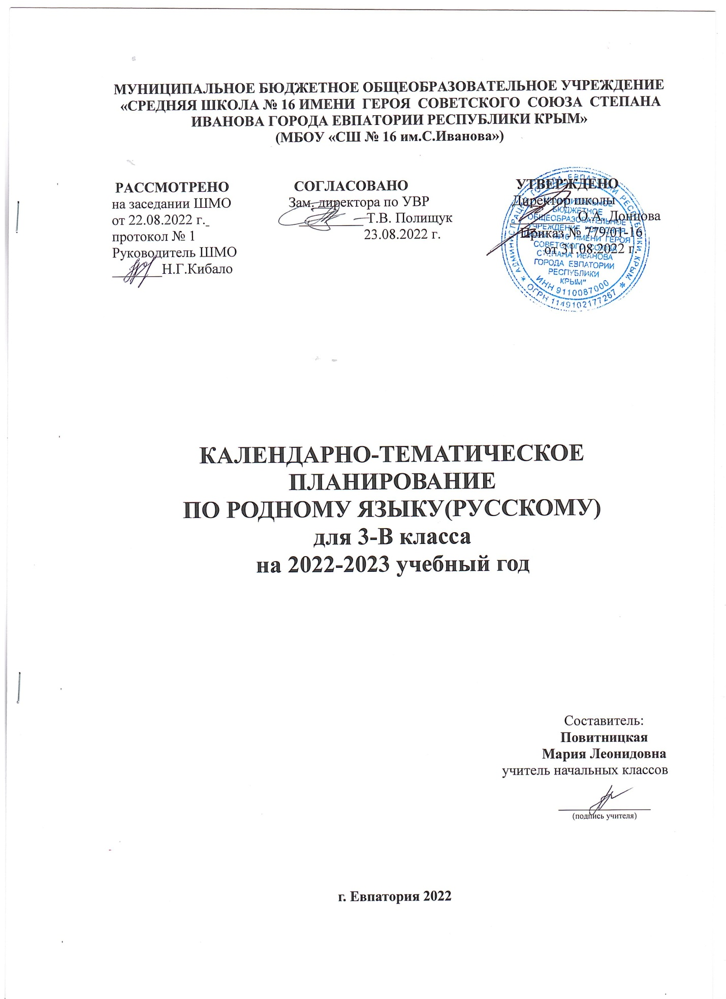 МУНИЦИПАЛЬНОЕ БЮДЖЕТНОЕ ОБЩЕОБРАЗОВАТЕЛЬНОЕ УЧРЕЖДЕНИЕ
«СРЕДНЯЯ ШКОЛА № 16 ИМЕНИ ГЕРОЯ СОВЕТСКОГО СОЮЗА СТЕПАНА
ИВАНОВА ГОРОДА ЕВПАТОРИИ РЕСПУБЛИКИ КРЫМ»
(МБОУ «СШ № 16 им.С.Иванова»)
РАССМОТРЕНО
на заседании ШМО
от 22.08.2022 г.
протокол № 1
Руководитель ШМО
Н.Г.Кибало
СОГЛАСОВАНО
Зам. директора по УВР
Т.В. Полищук
23.08.2022 г.
УТВЕРЖДЕНО
Директор школы
О.А. Донцова
Приказ № 779/01-16
от 31.08.2022 г.
АДМИНИСТРАЦИЯ ГОРОДА ЕВПАТОРИИ РЕСПУБЛИКИ КРЫМ
МУНИЦИПАЛЬНОЕ
БЮДЖЕТНОЕ
ОБЩЕОБРАЗОВАТЕЛЬНОЕ
УЧРЕЖДЕНИЕ "СРЕДНЯЯ
ШКОЛА №16 ИМЕНИ ГЕРОЯ
СОВЕТСКОГО СОЮЗА
СТЕПАНА ИВАНОВА
ГОРОДА ЕВПАТОРИИ
РЕСПУБЛИКИ
КРЫМ"
ИНН 9110087000
ОГРН 1149102177267
КАЛЕНДАРНО-ТЕМАТИЧЕСКОЕ
ПЛАНИРОВАНИЕ
ПО РОДНОМУ ЯЗЫКУ(РУССКОМУ)
для 3-В класса
на 2022-2023 учебный год
Составитель:
Повитницкая
Мария Леонидовна
учитель начальных классов
(подпись учителя)
г. Евпатория 2022